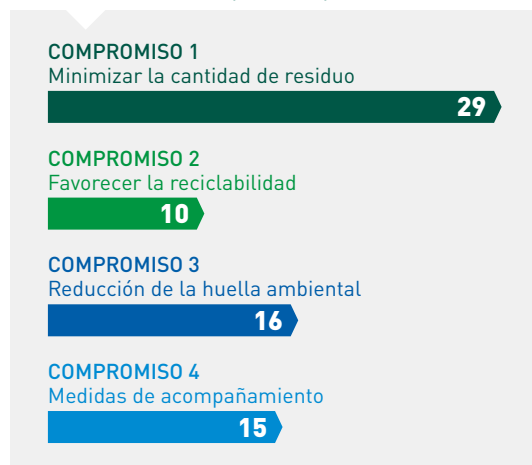 COMPROMISO 1
Minimizar la cantidad de residuo
29
COMPROMISO 2
Favorecer la reciclabilidad
10
COMPROMISO 3
Reducción de la huella ambiental
16
COMPROMISO 4
Medidas de acompañamiento
15